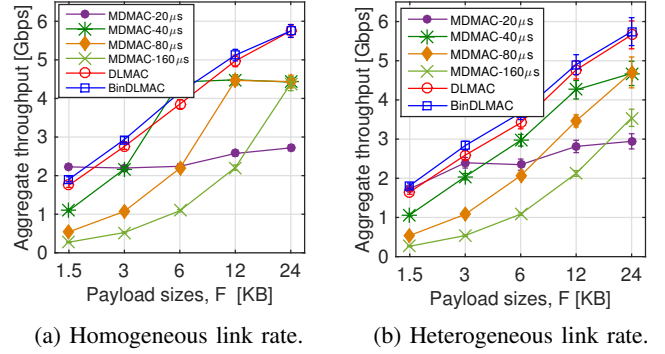 (a)
(b)
MDMAC-20μs
MDMAC-40μs
MDMAC-80μs
MDMAC-160μs
DLMAC
BinDLMAC
Aggregate throughput [Gbps]
6
5
4
3
2
1
0
1.5 3 6 12 24
Payload sizes, F [KB]
(a) Homogeneous link rate.
MDMAC-20μs
MDMAC-40μs
MDMAC-80μs
MDMAC-160μs
DLMAC
BinDLMAC
Aggregate throughput [Gbps]
6
5
4
3
2
1
0
1.5 3 6 12 24
Payload sizes, F [KB]
(b) Heterogeneous link rate.